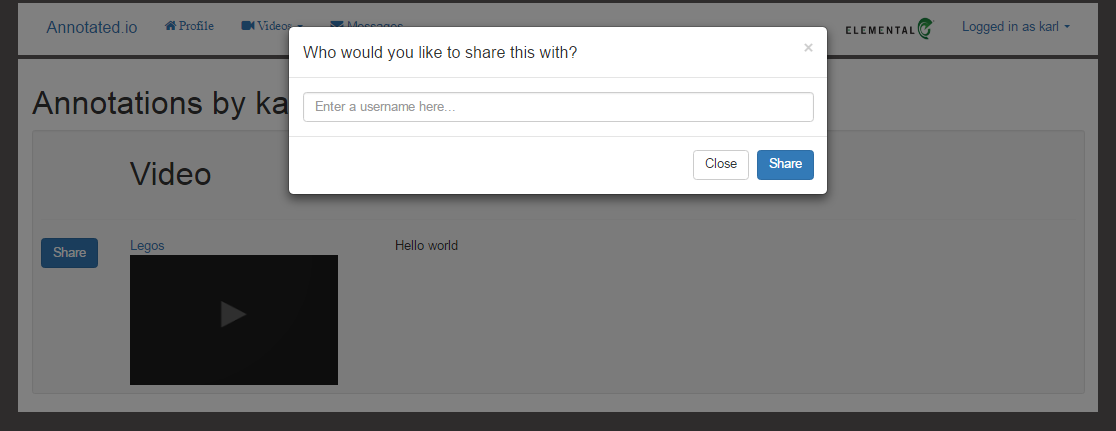 Annotated.io Profile Videos Messages ELEMENTAL Logged in as karl
Who would you like to share this with? ×
Enter a username here...
Annotations by ka
Close Share
Video
Share Legos Hello world